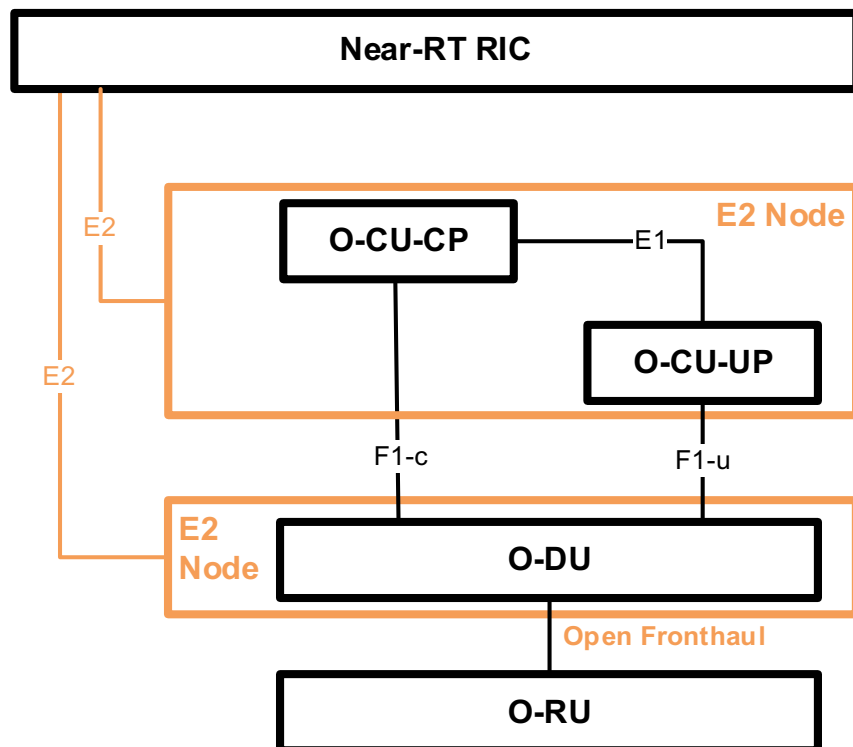 Near-RT RIC
E2 Node
O-CU-CP
E1
E2
O-CU-UP
E2
F1-c
F1-u
E2
Node
O-DU
Open Fronthaul
O-RU